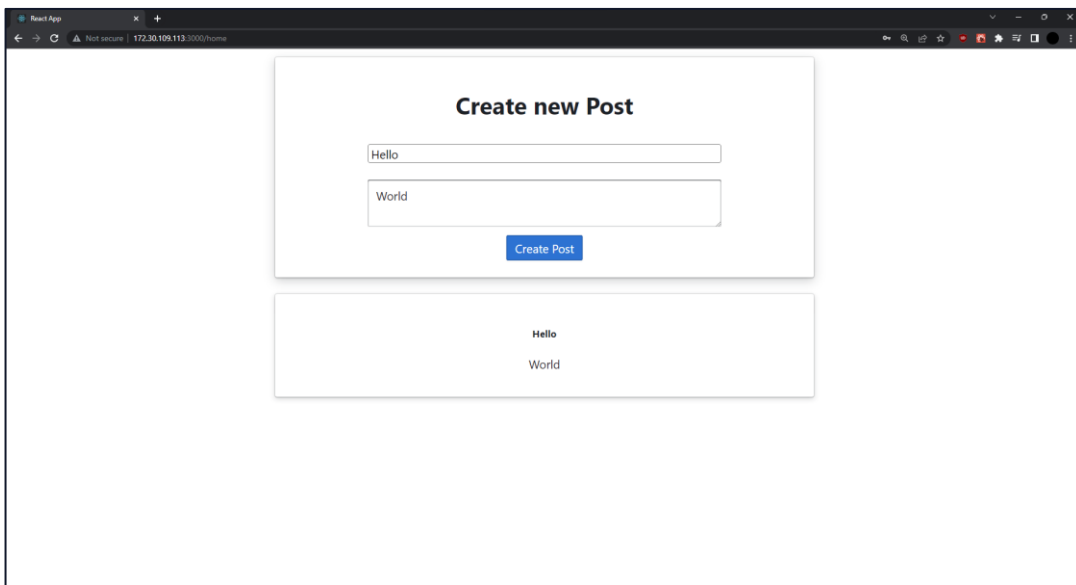 React App
Not secure | 172.30.109.113:3000/home
Create new Post
Hello
World
Create Post
Hello
World